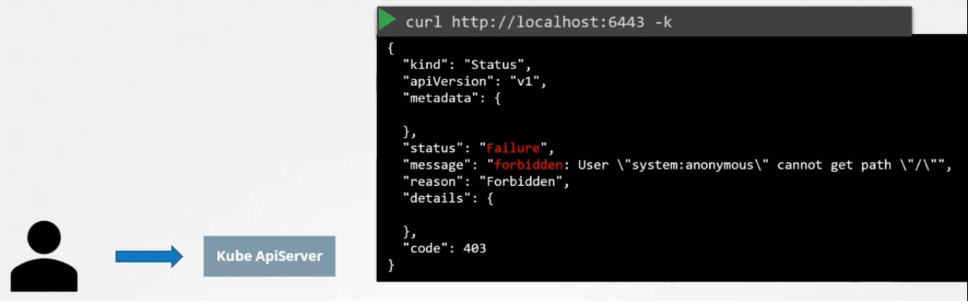 curl http://localhost:6443 -k
{
"kind": "Status",
"apiVersion": "v1",
"metadata": {
},
"status": "Failure",
"message": "forbidden: User \"system:anonymous\" cannot get path \"/\"",
"reason": "Forbidden",
"details": {
},
"code": 403
}
Kube ApiServer